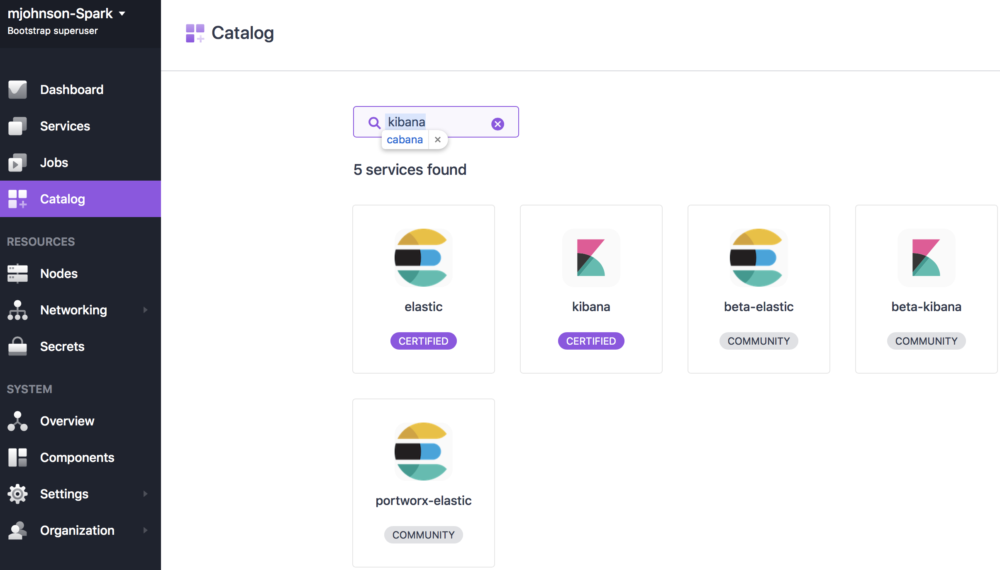 mjohnson-Spark
Bootstrap superuser
Dashboard
Services
Jobs
Catalog
RESOURCES
Nodes
Networking
Secrets
SYSTEM
Overview
Components
Settings
Organization
Catalog
kibana
cabana
5 services found
elastic
CERTIFIED
kibana
CERTIFIED
beta-elastic
COMMUNITY
beta-kibana
COMMUNITY
portworx-elastic
COMMUNITY